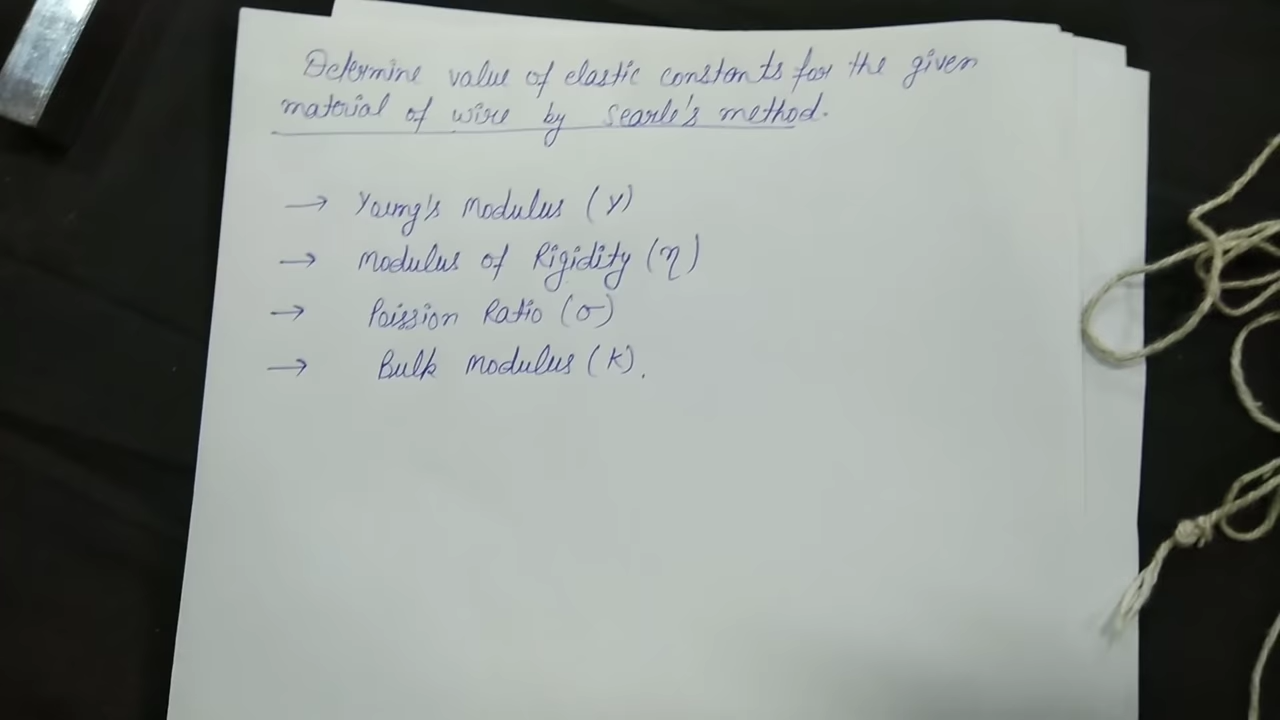 Determine value of elastic constants for the given
material of wire by Searle's method.
→ Young's Modulus (Y)
→ Modulus of Rigidity (η)
→ Poission Ratio (σ)
→ Bulk Modulus (K).